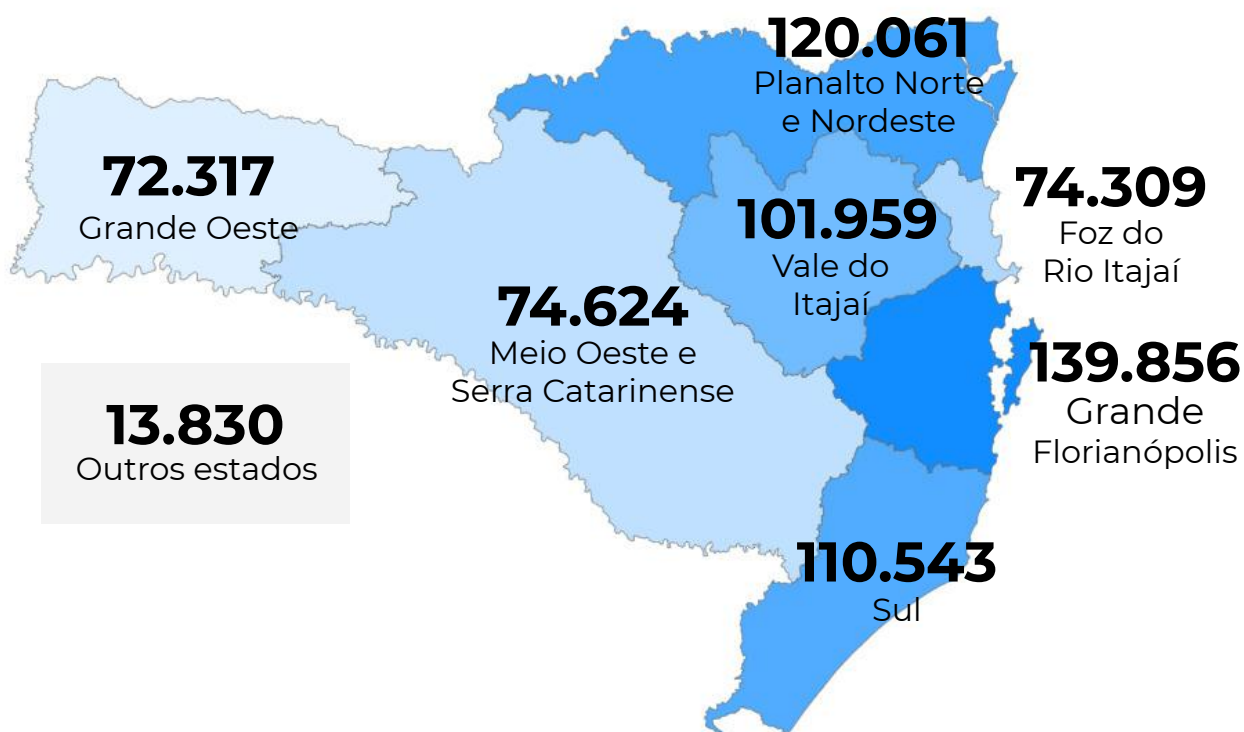 120.061
Planalto Norte
e Nordeste
72.317
Grande Oeste
74.309
Foz do
Rio Itajaí
101.959
Vale do
Itajaí
74.624
Meio Oeste e
Serra Catarinense
139.856
Grande
Florianópolis
13.830
Outros estados
110.543
Sul